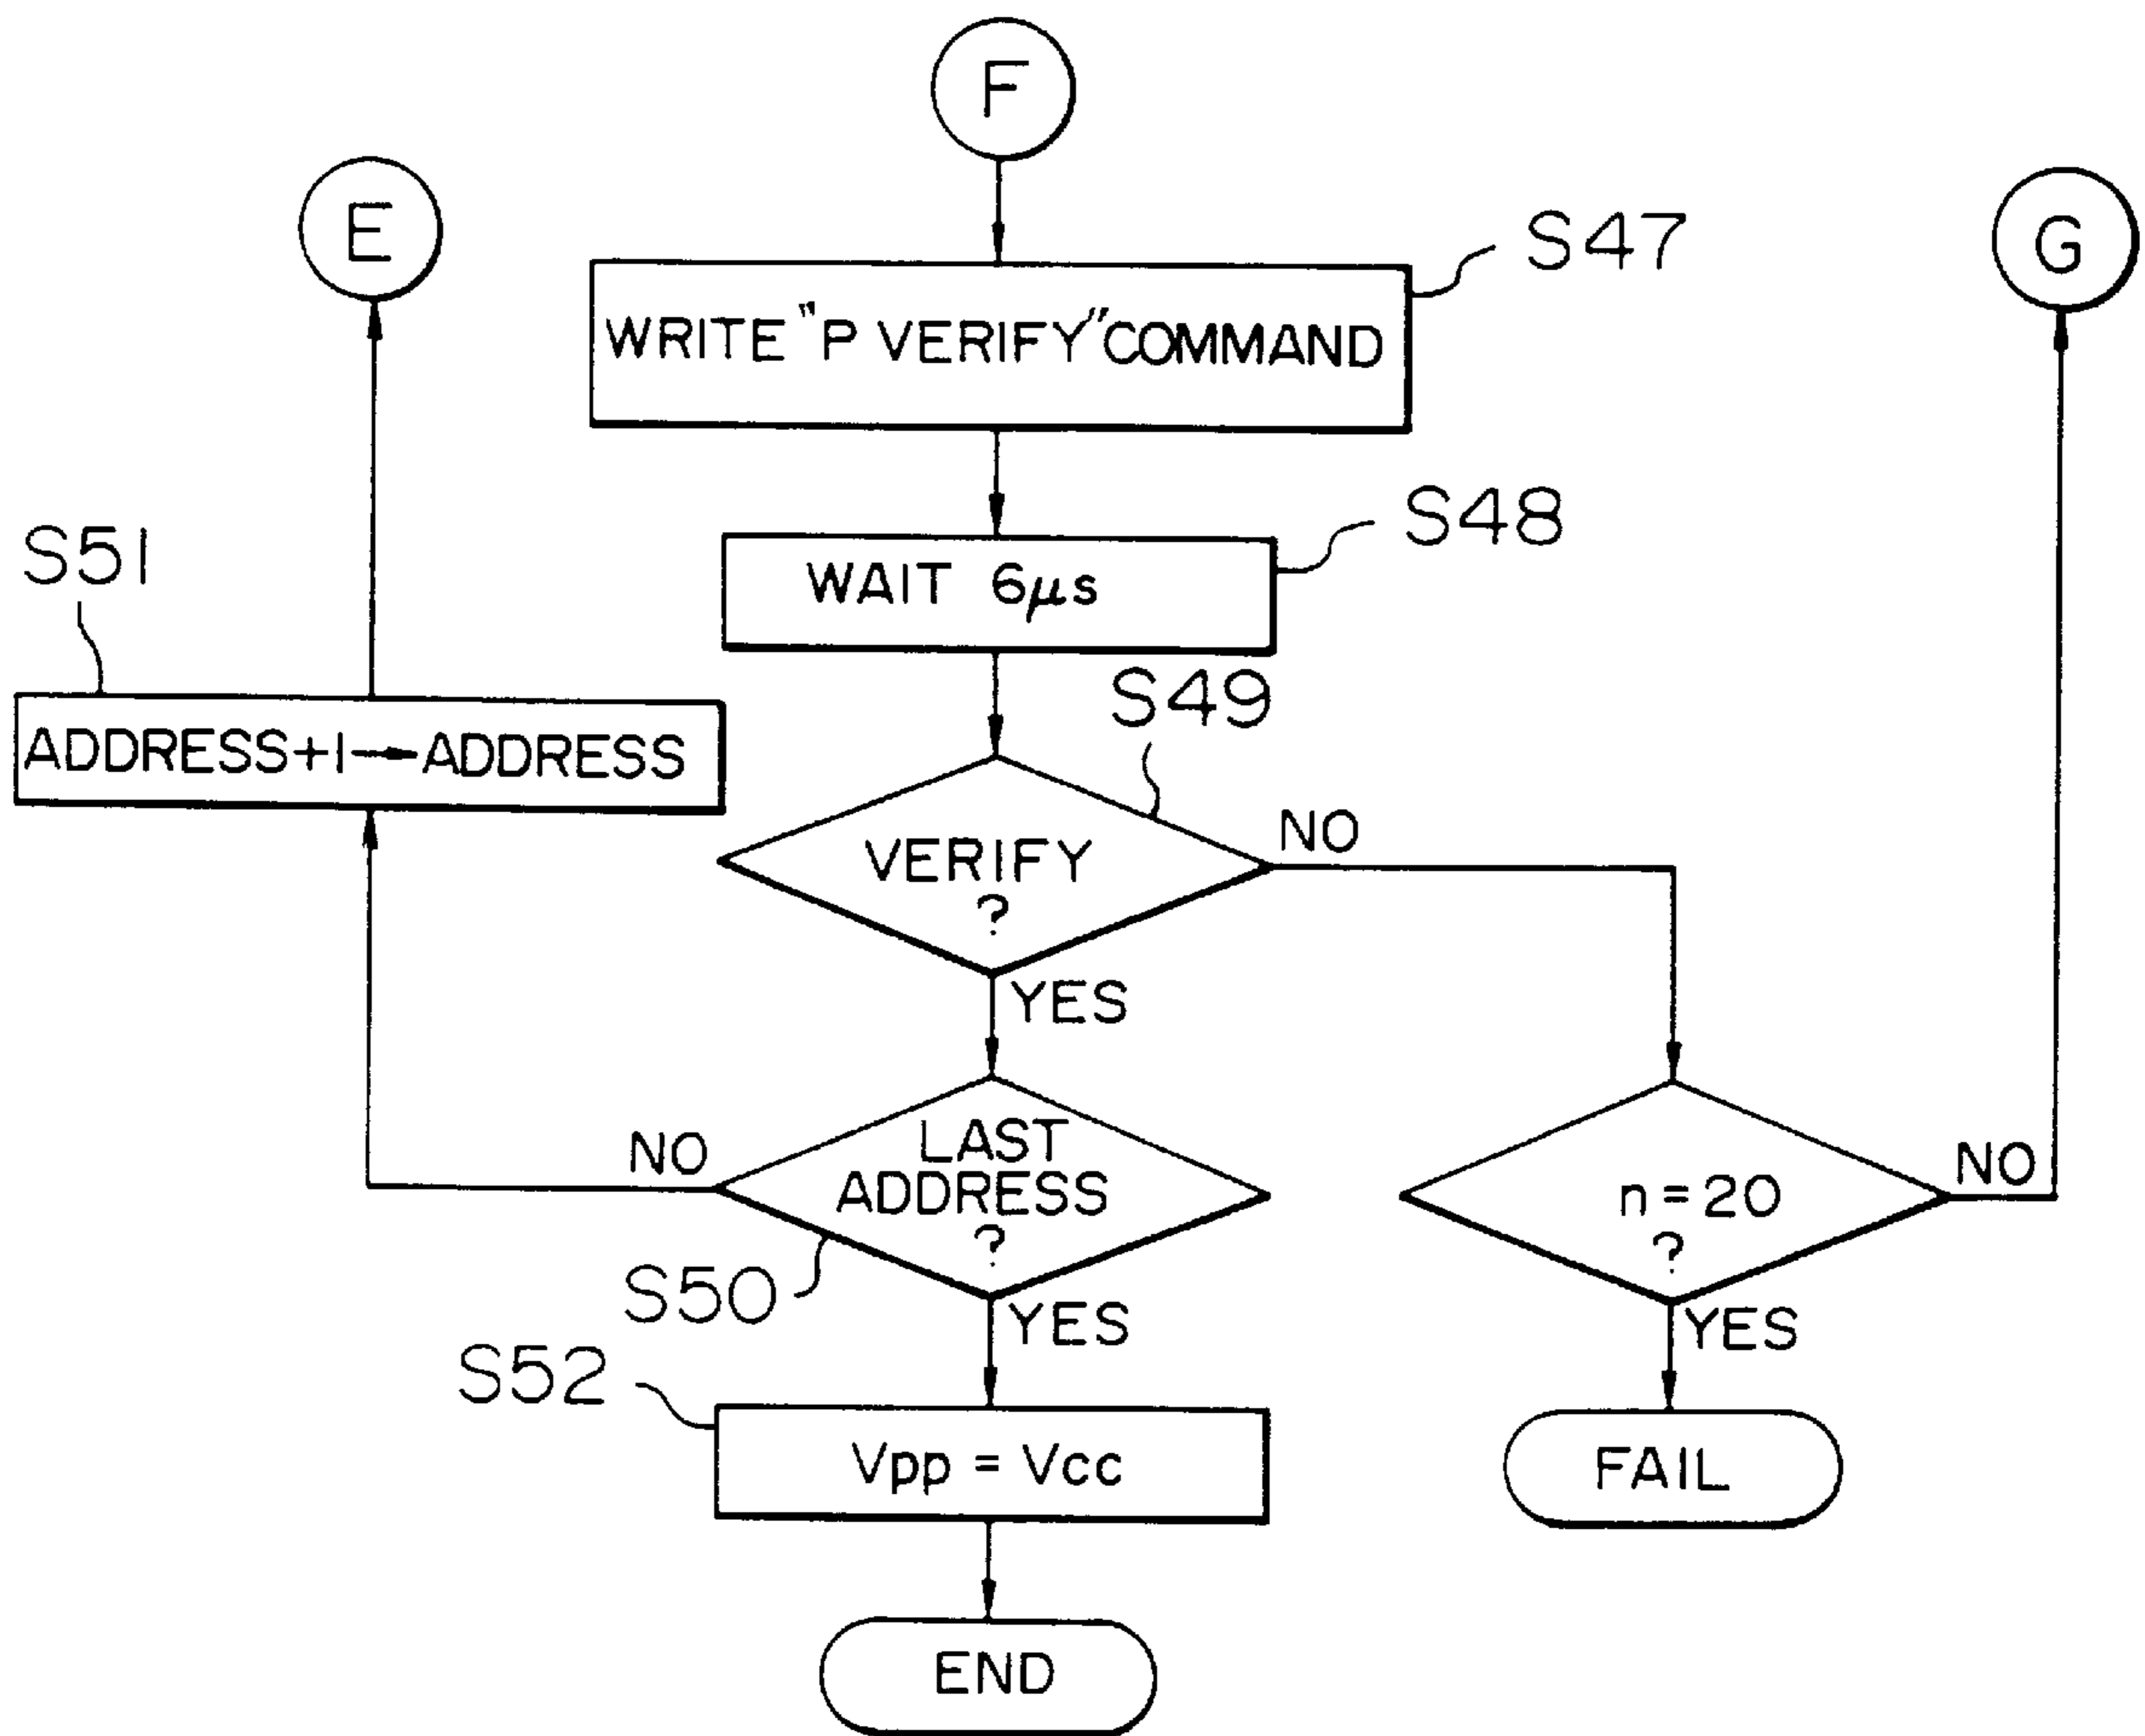 F
E
G
S47
WRITE "P VERIFY" COMMAND
S48
WAIT 6μs
S51
ADDRESS+1→ADDRESS
S49
VERIFY
?
NO
YES
LAST
ADDRESS
?
NO
S50
YES
n=20
?
NO
YES
S52
Vpp = Vcc
FAIL
END